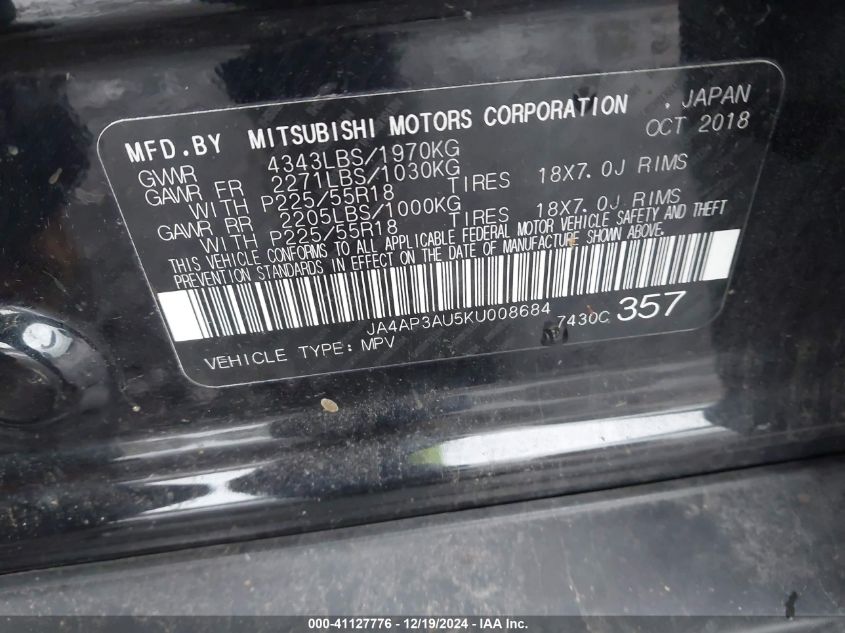 MFD.BY MITSUBISHI MOTORS CORPORATION . JAPAN
OCT 2018
GVWR 4343LBS/1970KG
GAWR FR 2271LBS/1030KG
WITH P225/55R18 TIRES 18X7.0J RIMS
GAWR RR 2205LBS/1000KG
WITH P225/55R18 TIRES 18X7.0J RIMS
THIS VEHICLE CONFORMS TO ALL APPLICABLE FEDERAL MOTOR VEHICLE SAFETY AND THEFT
PREVENTION STANDARDS IN EFFECT ON THE DATE OF MANUFACTURE SHOWN ABOVE.
JA4AP3AU5KU008684 7430C 357
VEHICLE TYPE: MPV
000-41127776 - 12/19/2024 - IAA Inc.